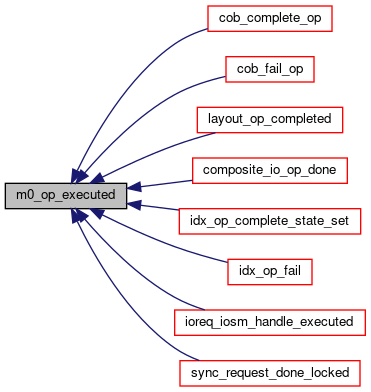 cob_complete_op
cob_fail_op
layout_op_completed
composite_io_op_done
m0_op_executed
idx_op_complete_state_set
idx_op_fail
ioreq_iosm_handle_executed
sync_request_done_locked